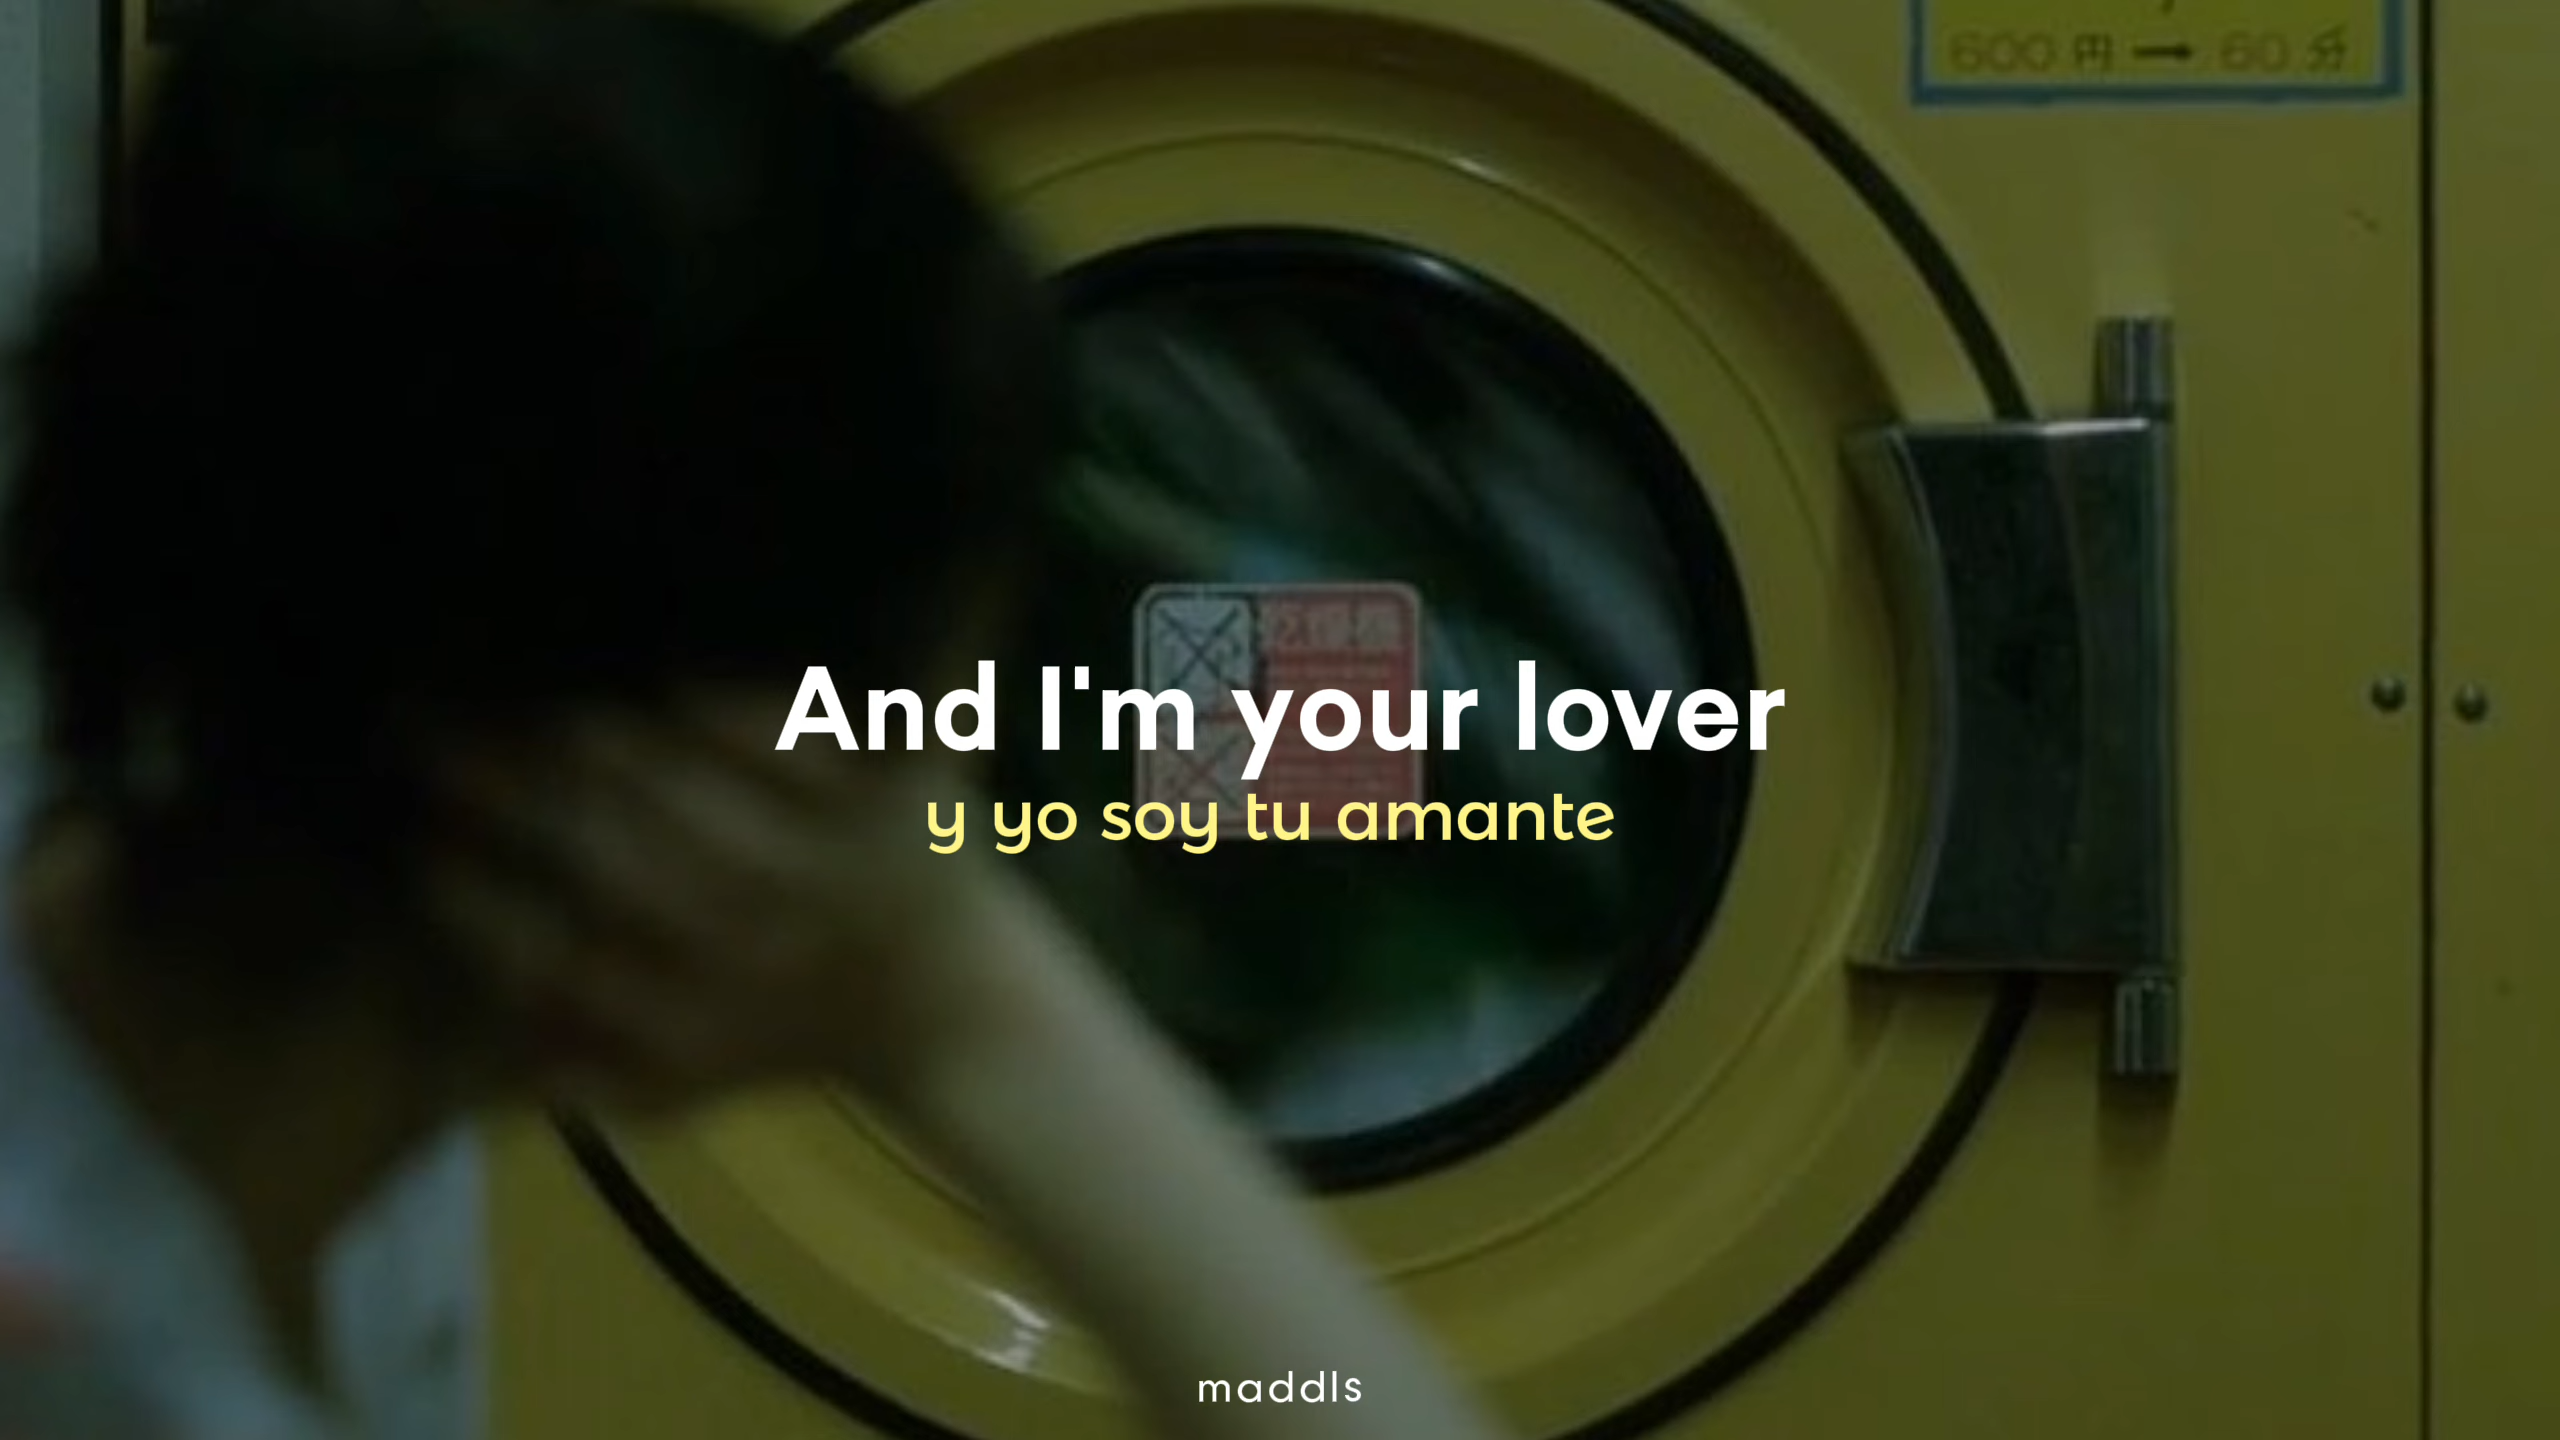 600円 → 60分
And I'm your lover
y yo soy tu amante
maddls